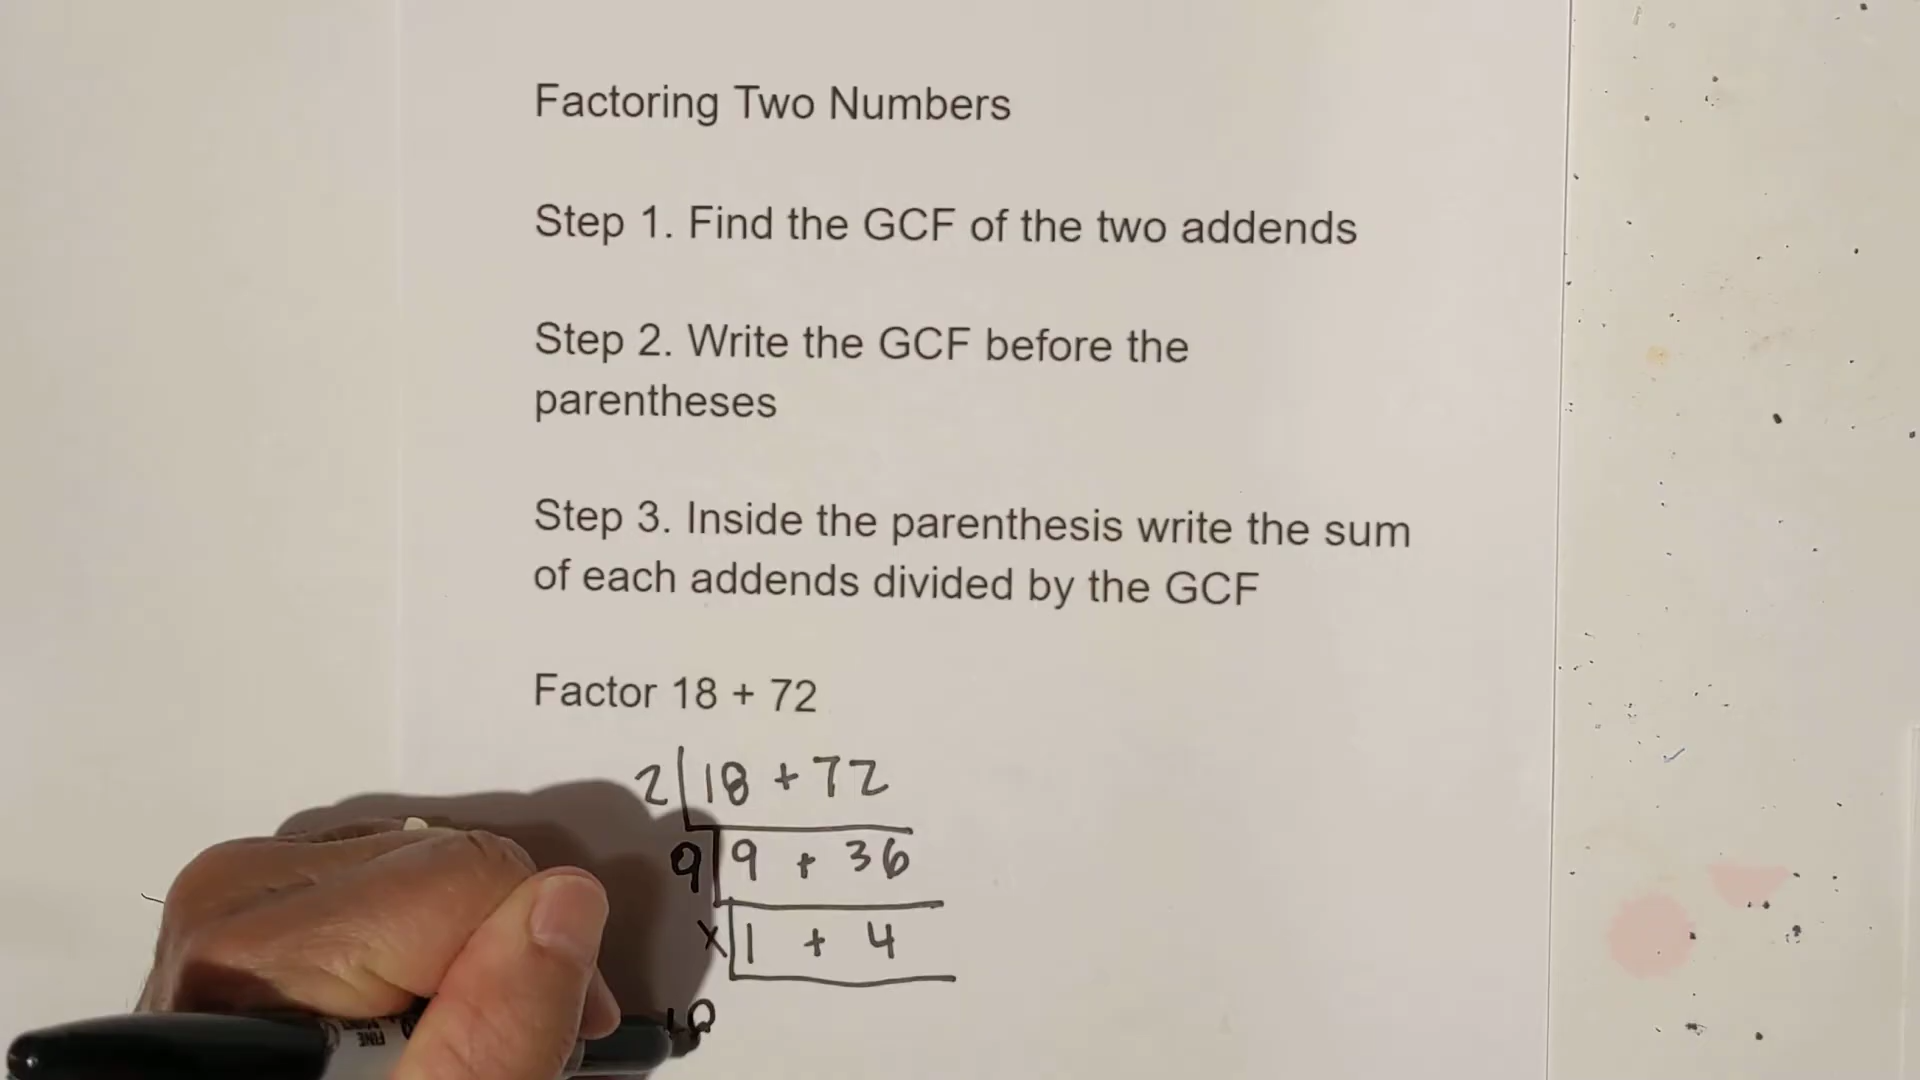 Factoring Two Numbers
Step 1. Find the GCF of the two addends
Step 2. Write the GCF before the
parentheses
Step 3. Inside the parenthesis write the sum
of each addends divided by the GCF
Factor 18 + 72
2 18 + 72
9 9 + 36
x 1 + 4
18
FINE